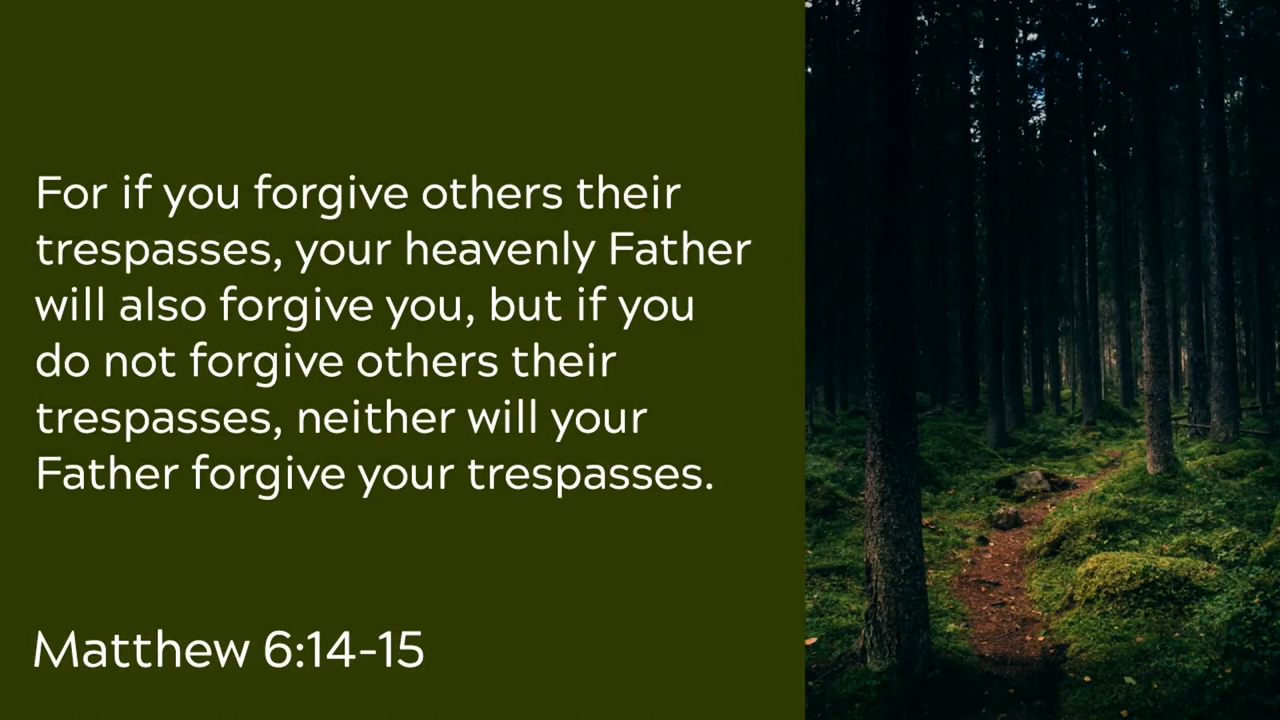 For if you forgive others their
trespasses, your heavenly Father
will also forgive you, but if you
do not forgive others their
trespasses, neither will your
Father forgive your trespasses.
Matthew 6:14-15